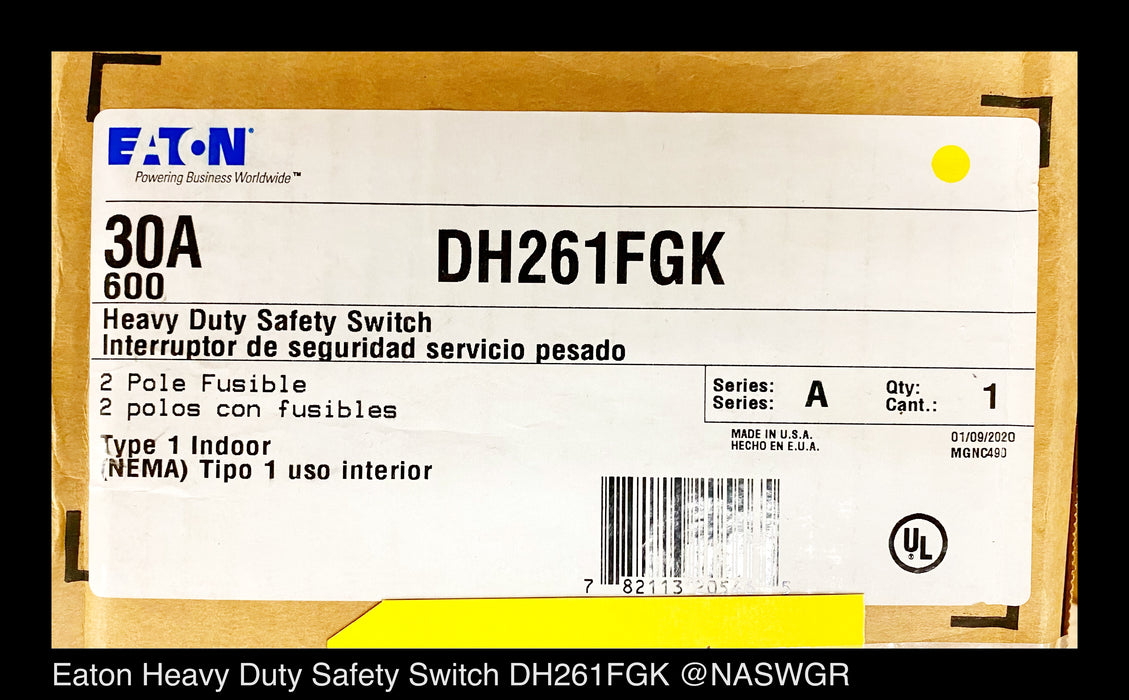 EATON
Powering Business Worldwide™
30A
600
DH261FGK
Heavy Duty Safety Switch
Interruptor de seguridad servicio pesado
2 Pole Fusible
2 polos con fusibles
Type 1 Indoor
(NEMA) Tipo 1 uso interior
Series: A Qty: 1
Series: Cant.:
MADE IN U.S.A.
HECHO EN E.U.A.
01/09/2020
7 82113
UL
Eaton Heavy Duty Safety Switch DH261FGK @NASWGR